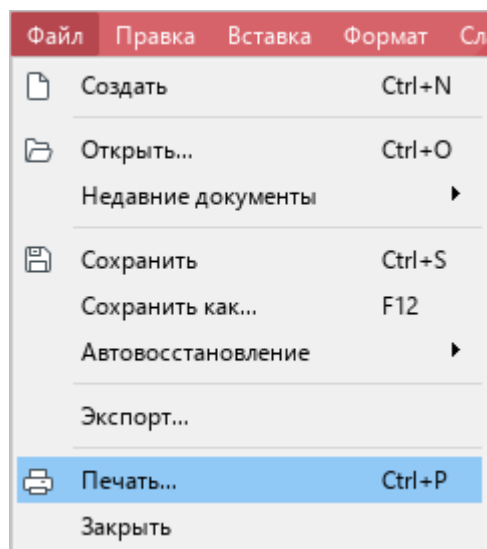 Файл Правка Вставка Формат Сл
Создать Ctrl+N
Открыть... Ctrl+O
Недавние документы
Сохранить Ctrl+S
Сохранить как... F12
Автовосстановление
Экспорт...
Печать... Ctrl+P
Закрыть